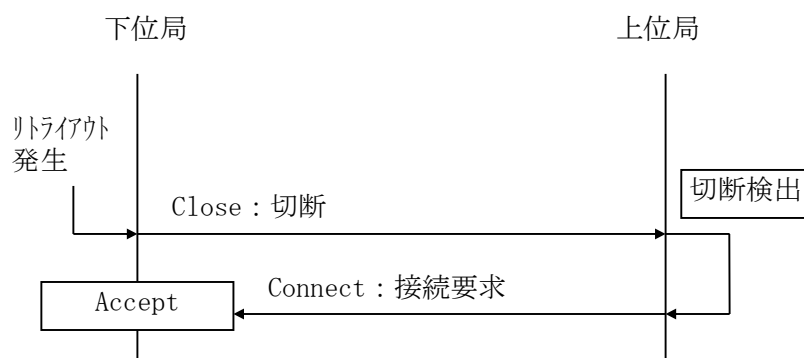 下位局
上位局
ﾘﾄﾗｲｱｳﾄ
発生
切断検出
Close：切断
Connect：接続要求
Accept